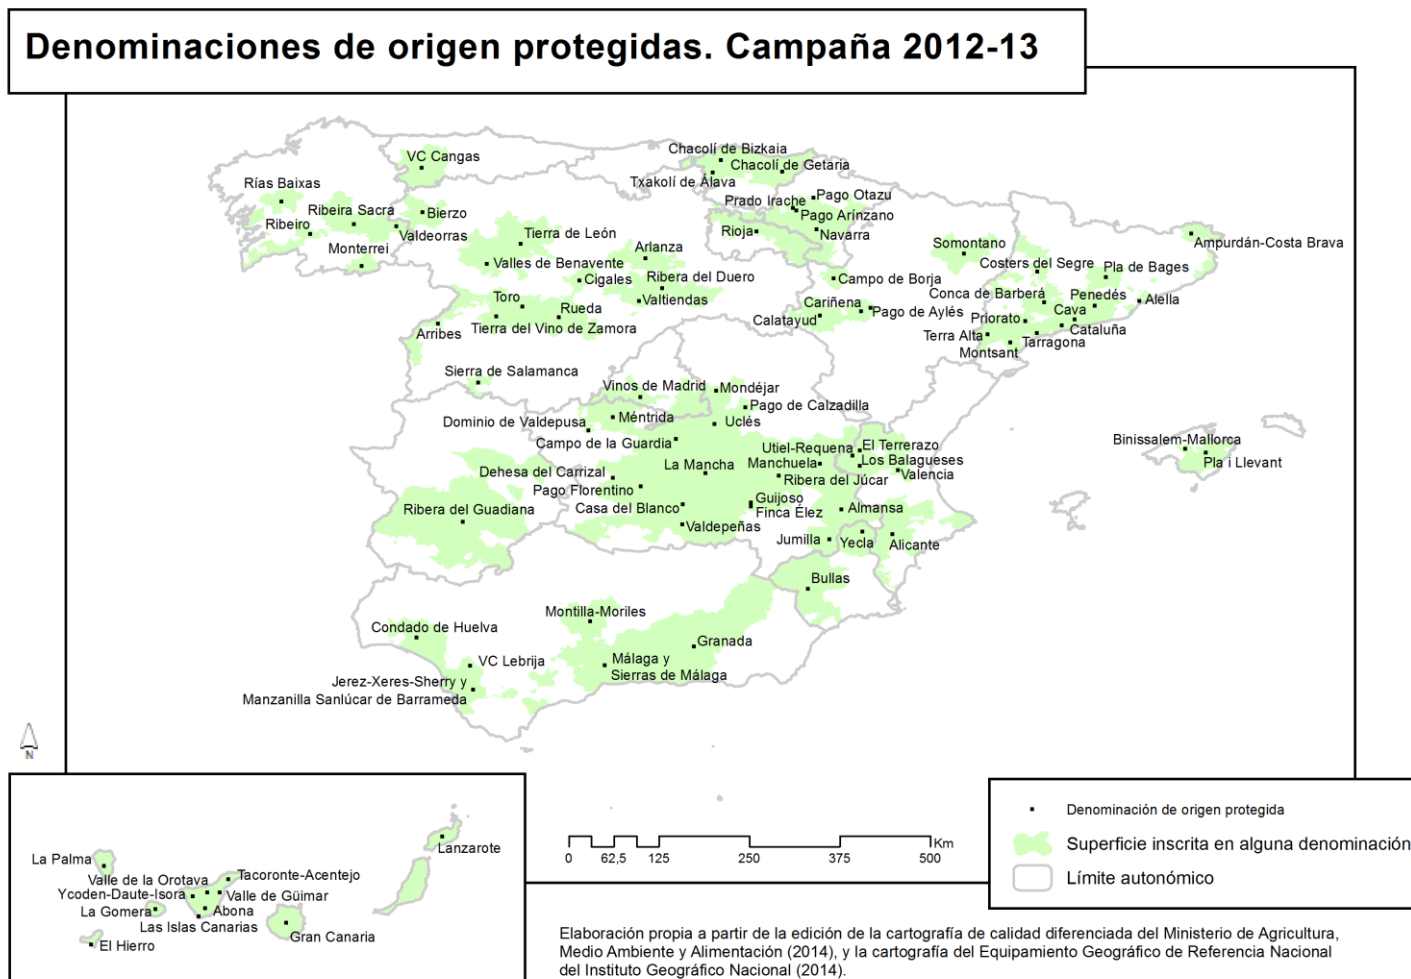 Denominaciones de origen protegidas. Campaña 2012-13
VC Cangas
Chacolí de Bizkaia
Chacolí de Getaria
Txakolí de Álava
Rías Baixas
Ribeira Sacra
Bierzo
Ribeiro
Valdeorras
Monterrei
Tierra de León
Valles de Benavente
Cigales
Arlanza
Ribera del Duero
Valtiendas
Toro
Rueda
Tierra del Vino de Zamora
Arribes
Sierra de Salamanca
Pago Otazu
Prado Irache
Pago Arínzano
Rioja
Navarra
Somontano
Campo de Borja
Cariñena
Pago de Aylés
Calatayud
Ampurdán-Costa Brava
Costers del Segre
Pla de Bages
Conca de Barberá
Penedés
Alella
Cava
Priorato
Cataluña
Terra Alta
Tarragona
Montsant
Vinos de Madrid
Mondéjar
Pago de Calzadilla
Dominio de Valdepusa
Méntrida
Uclés
Campo de la Guardia
Utiel-Requena
El Terrerazo
Dehesa del Carrizal
La Mancha
Manchuela
Los Balagueses
Valencia
Pago Florentino
Ribera del Júcar
Ribera del Guadiana
Casa del Blanco
Guijoso
Finca Élez
Almansa
Valdepeñas
Jumilla
Yecla
Alicante
Binissalem-Mallorca
Pla i Llevant
Bullas
Montilla-Moriles
Condado de Huelva
Granada
VC Lebrija
Málaga y
Sierras de Málaga
Jerez-Xeres-Sherry y
Manzanilla Sanlúcar de Barrameda
N
La Palma
Lanzarote
Valle de la Orotava
Tacoronte-Acentejo
Ycoden-Daute-Isora
Valle de Güimar
La Gomera
Abona
Las Islas Canarias
El Hierro
Gran Canaria
Km
0 62,5 125 250 375 500
Denominación de origen protegida
Superficie inscrita en alguna denominación
Límite autonómico
Elaboración propia a partir de la edición de la cartografía de calidad diferenciada del Ministerio de Agricultura,
Medio Ambiente y Alimentación (2014), y la cartografía del Equipamiento Geográfico de Referencia Nacional
del Instituto Geográfico Nacional (2014).